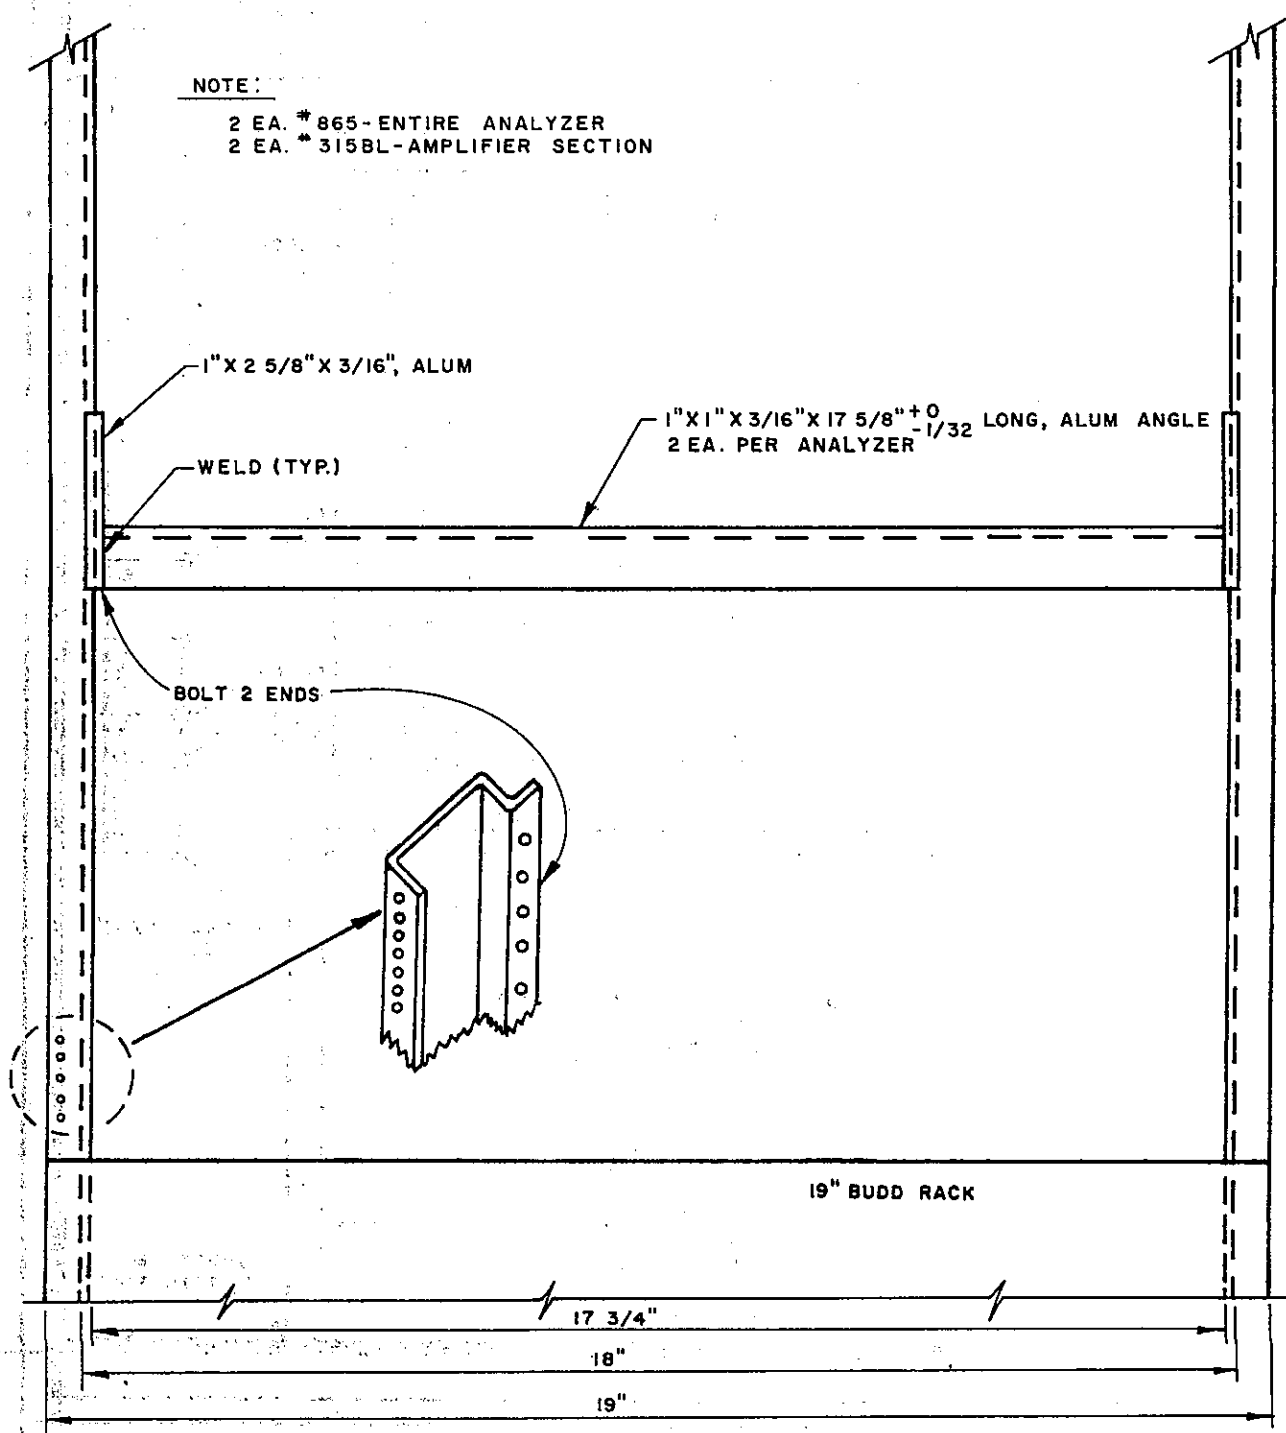 NOTE:
2 EA. #865-ENTIRE ANALYZER
2 EA. #315BL-AMPLIFIER SECTION
1" X 2 5/8" X 3/16", ALUM
1" X 1" X 3/16" X 17 5/8" +0 -1/32 LONG, ALUM ANGLE
2 EA. PER ANALYZER
WELD (TYP.)
BOLT 2 ENDS
19" BUDD RACK
17 3/4"
18"
19"